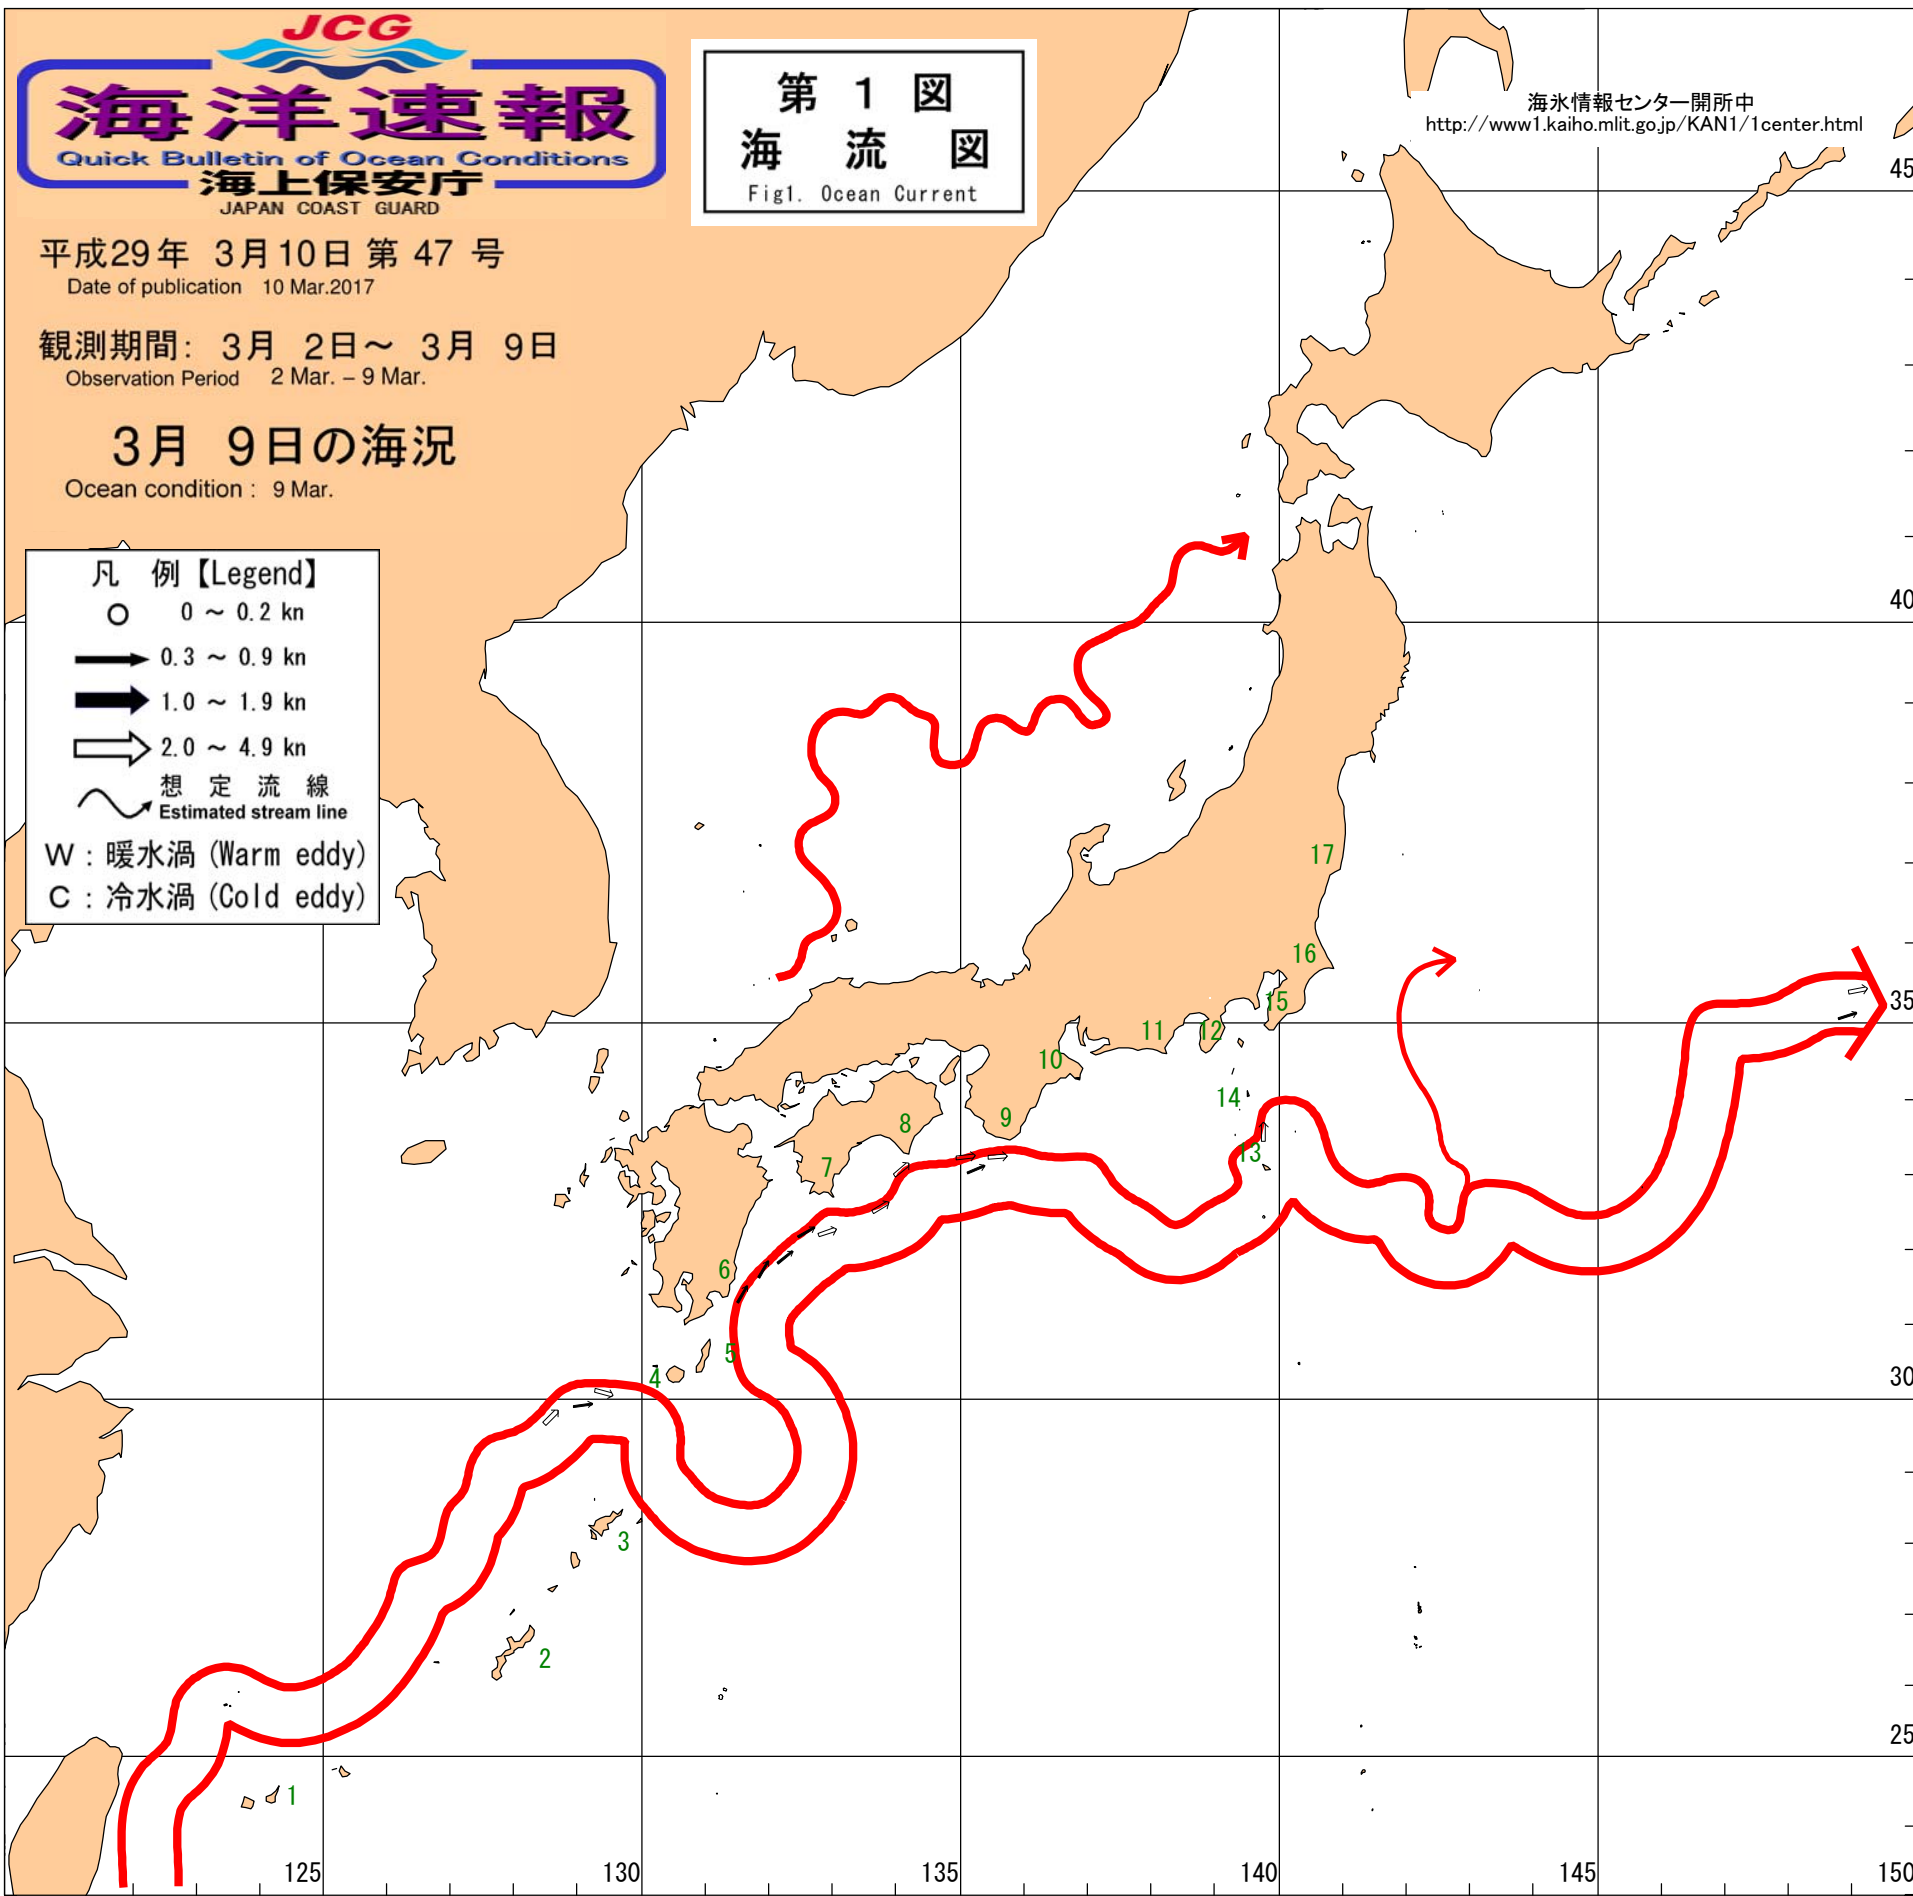 JCG
海洋速報
Quick Bulletin of Ocean Conditions
海上保安庁
JAPAN COAST GUARD
第 1 図
海 流 図
Fig1. Ocean Current
海氷情報センター開所中
http://www1.kaiho.mlit.go.jp/KAN1/1center.html
平成29年 3月10日 第 47 号
Date of publication 10 Mar.2017
観測期間: 3月 2日～ 3月 9日
Observation Period 2 Mar. – 9 Mar.
3月 9日の海況
Ocean condition : 9 Mar.
凡 例【Legend】
0 ～ 0.2 kn
0.3 ～ 0.9 kn
1.0 ～ 1.9 kn
2.0 ～ 4.9 kn
想 定 流 線
Estimated stream line
W : 暖水渦 (Warm eddy)
C : 冷水渦 (Cold eddy)
45
40
35
30
25
17
16
15
12
11
10
14
9
8
13
7
6
5
4
3
2
1
125
130
135
140
145
150